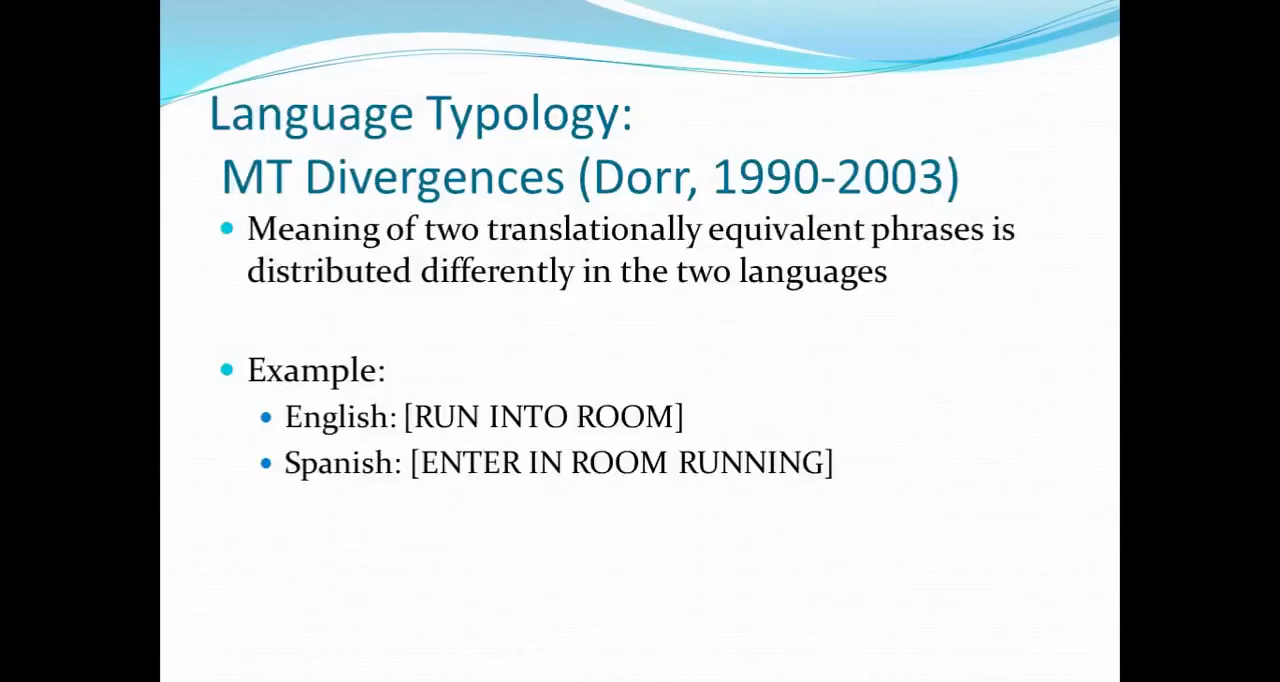 Language Typology:
MT Divergences (Dorr, 1990-2003)
Meaning of two translationally equivalent phrases is
distributed differently in the two languages
Example:
English: [RUN INTO ROOM]
Spanish: [ENTER IN ROOM RUNNING]